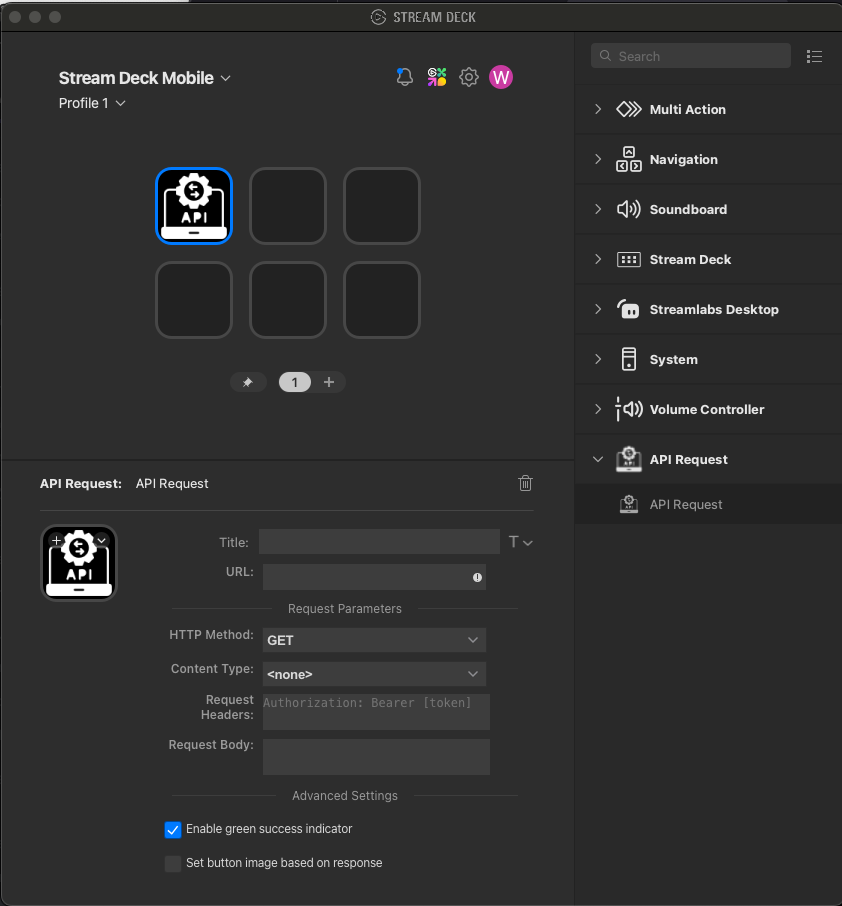 STREAM DECK
Stream Deck Mobile
Profile 1
W
API
1
Search
Multi Action
Navigation
Soundboard
Stream Deck
Streamlabs Desktop
System
Volume Controller
API Request
API Request
API Request: API Request
API
Title:
T
URL:
Request Parameters
HTTP Method: GET
Content Type: <none>
Request
Headers: Authorization: Bearer [token]
Request Body:
Advanced Settings
Enable green success indicator
Set button image based on response